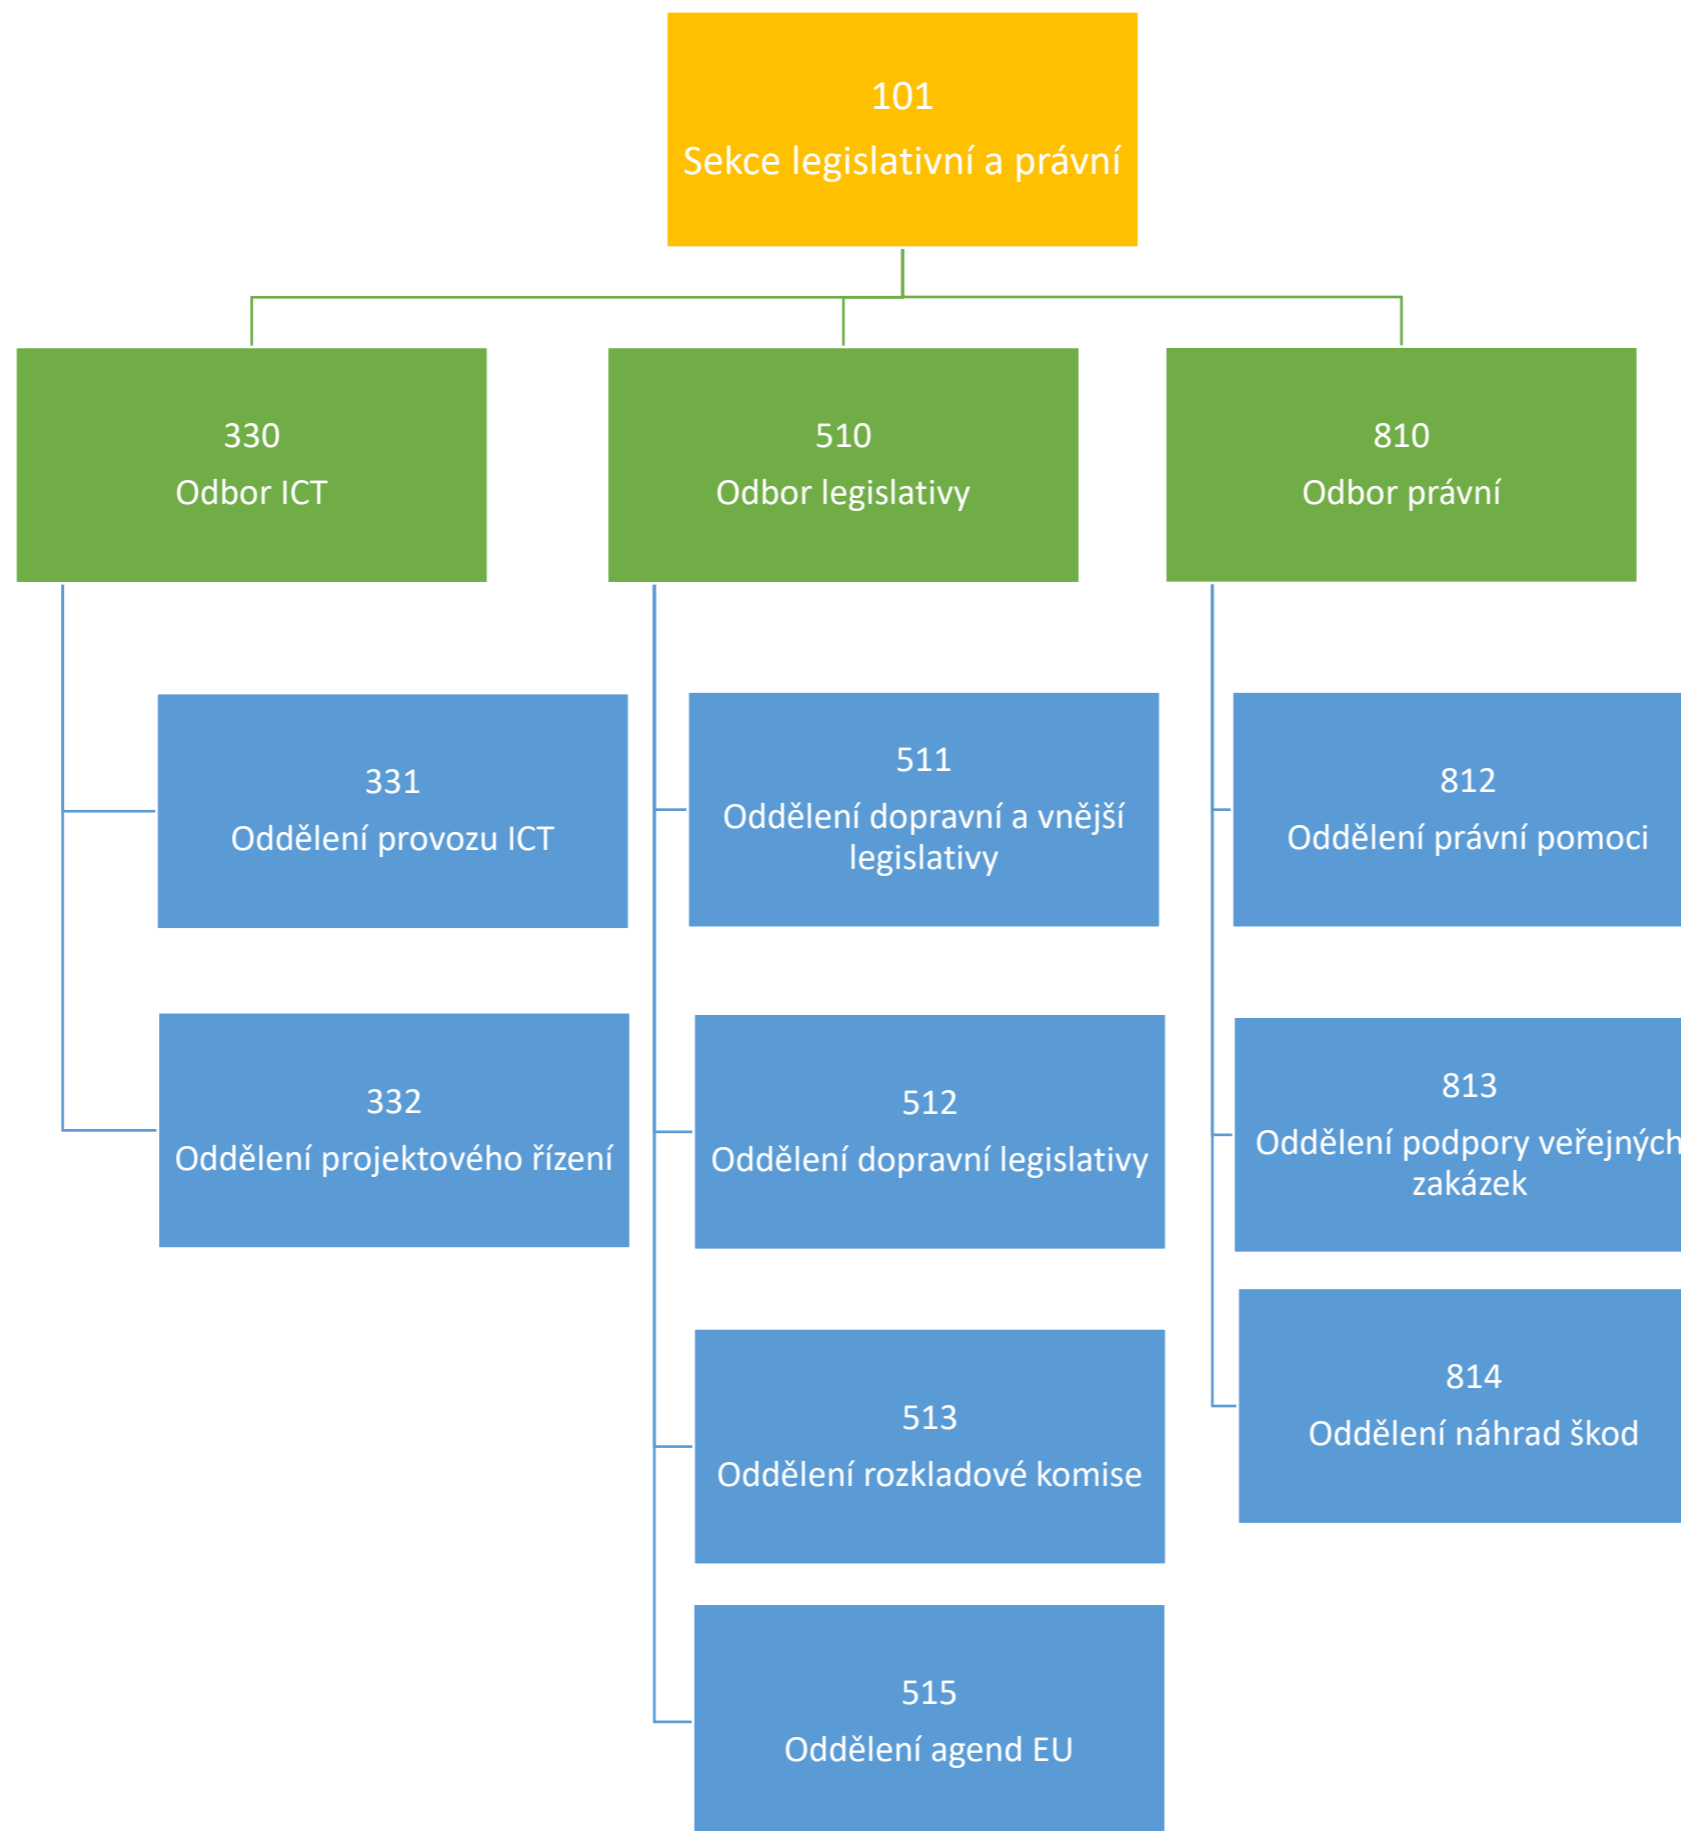 101
Sekce legislativní a právní
330
Odbor ICT
510
Odbor legislativy
810
Odbor právní
331
Oddělení provozu ICT
332
Oddělení projektového řízení
511
Oddělení dopravní a vnější
legislativy
512
Oddělení dopravní legislativy
513
Oddělení rozkladové komise
515
Oddělení agend EU
812
Oddělení právní pomoci
813
Oddělení podpory veřejných
zakázek
814
Oddělení náhrad škod